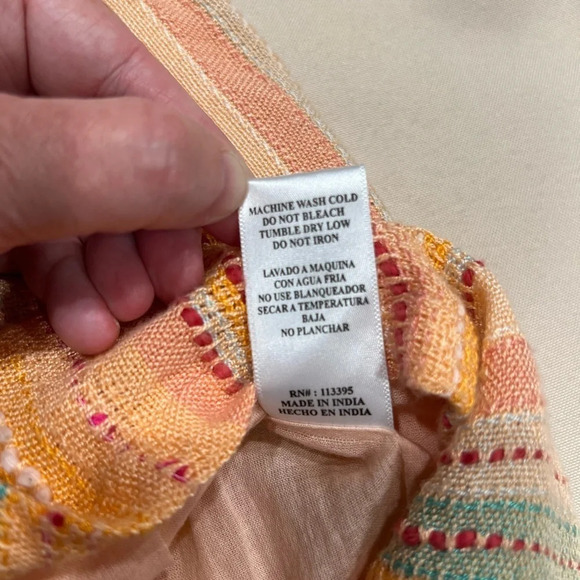 MACHINE WASH COLD
DO NOT BLEACH
TUMBLE DRY LOW
DO NOT IRON
LAVADO A MAQUINA
CON AGUA FRIA
NO USE BLANQUEADOR
SECAR A TEMPERATURA
BAJA
NO PLANCHAR
RN# : 113395
MADE IN INDIA
HECHO EN INDIA